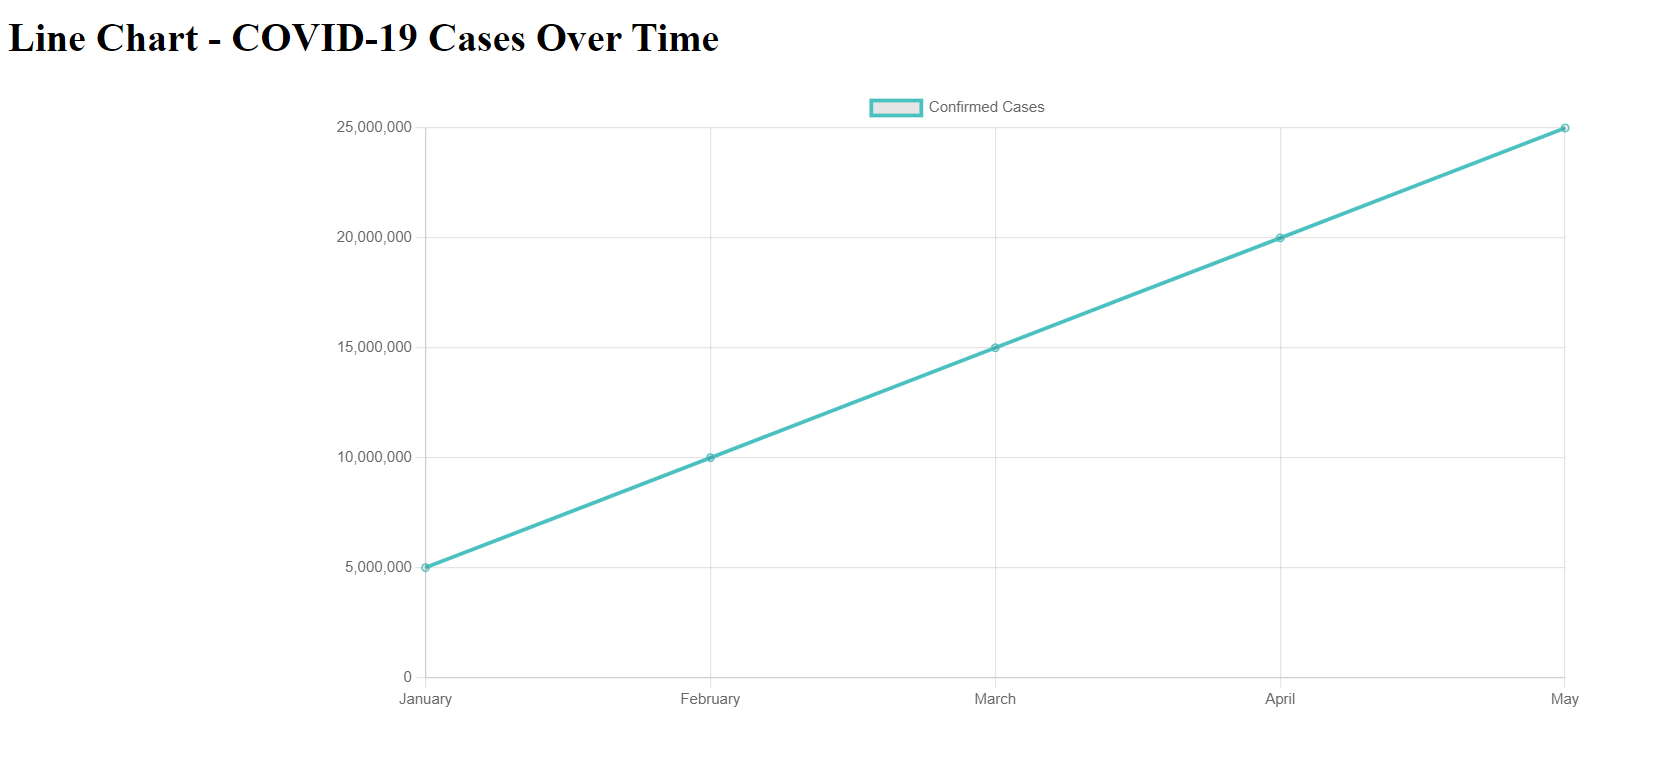 Line Chart - COVID-19 Cases Over Time
Confirmed Cases
25,000,000
20,000,000
15,000,000
10,000,000
5,000,000
0
January February March April May